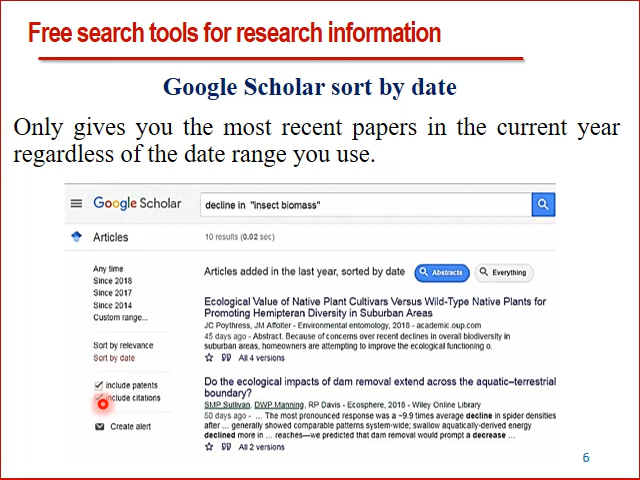 Free search tools for research information
Google Scholar sort by date
Only gives you the most recent papers in the current year
regardless of the date range you use.
Google Scholar
decline in "insect biomass"
Articles
10 results (0.02 sec)
Any time
Since 2018
Since 2017
Since 2014
Custom range...
Sort by relevance
Sort by date
include patents
include citations
Create alert
Articles added in the last year, sorted by date
Abstracts
Everything
Ecological Value of Native Plant Cultivars Versus Wild-Type Native Plants for
Promoting Hemipteran Diversity in Suburban Areas
JC Poythress, JM Affolter - Environmental entomology, 2018 - academic.oup.com
45 days ago - Abstract. Because of concerns over recent declines in overall biodiversity in
suburban areas, homeowners are attempting to improve the ecological functioning o.
All 4 versions
Do the ecological impacts of dam removal extend across the aquatic–terrestrial
boundary?
SMP Sullivan, DWP Manning, RP Davis - Ecosphere, 2018 - Wiley Online Library
50 days ago - ... The most pronounced response was a ~9.9 times average decline in spider densities
after ... generally showed comparable patterns system-wide; swallow aquatically-derived energy
declined more in ... reaches—we predicted that dam removal would prompt a decrease ...
All 2 versions
6